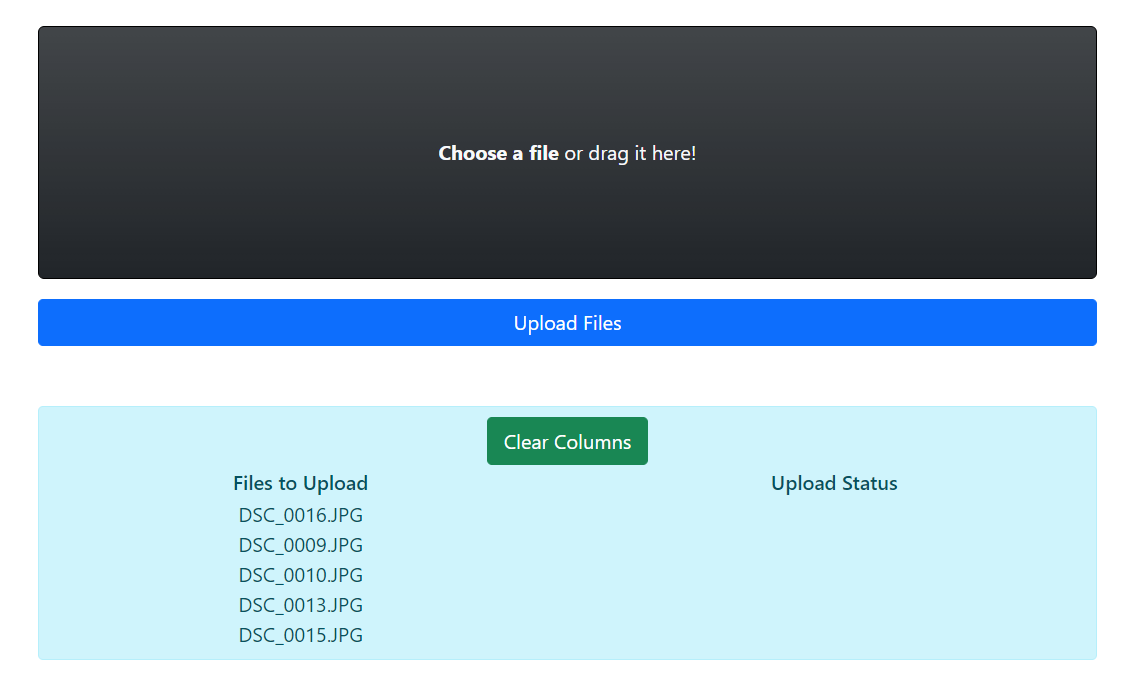 Choose a file or drag it here!
Upload Files
Clear Columns
Files to Upload
Upload Status
DSC_0016.JPG
DSC_0009.JPG
DSC_0010.JPG
DSC_0013.JPG
DSC_0015.JPG